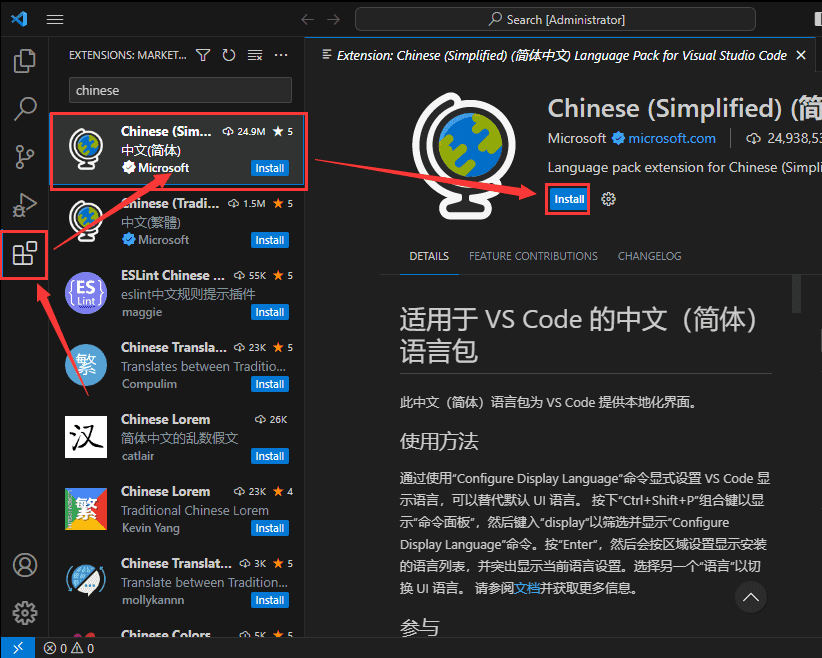 Search [Administrator]
EXTENSIONS: MARKET...
chinese
Chinese (Sim... 24.9M 5
中文(简体)
Microsoft Install
Chinese (Tradi... 1.5M 5
中文(繁體)
Microsoft Install
ESLint Chinese ... 55K 5
eslint中文规则提示插件
maggie Install
Chinese Transla... 23K 5
Translates between Traditio...
Compulim Install
Chinese Lorem 26K
简体中文的乱数假文
catlair Install
Chinese Lorem 23K 4
Traditional Chinese Lorem
Kevin Yang Install
Chinese Translat... 3K 5
Translate between Tradition...
mollykannn Install
Chinese Colors 5K 5
{ES}
Lint
繁
汉
繁
0 0
Extension: Chinese (Simplified) (简体中文) Language Pack for Visual Studio Code
Chinese (Simplified) (简
Microsoft microsoft.com 24,938,53
Language pack extension for Chinese (Simpli
Install
DETAILS FEATURE CONTRIBUTIONS CHANGELOG
适用于 VS Code 的中文（简体）
语言包
此中文（简体）语言包为 VS Code 提供本地化界面。
使用方法
通过使用“Configure Display Language”命令显式设置 VS Code 显
示语言，可以替代默认 UI 语言。 按下“Ctrl+Shift+P”组合键以显
示“命令面板”，然后键入“display”以筛选并显示“Configure
Display Language”命令。按“Enter”，然后会按区域设置显示安装
的语言列表，并突出显示当前语言设置。选择另一个“语言”以切
换 UI 语言。 请参阅文档并获取更多信息。
参与